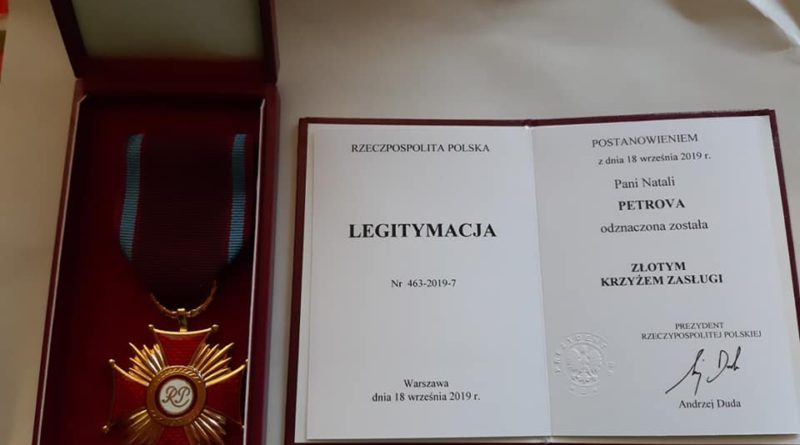 RP
RZECZPOSPOLITA POLSKA
LEGITYMACJA
Nr 463-2019-7
Warszawa
dnia 18 września 2019 r.
POSTANOWIENIEM
z dnia 18 września 2019 r.
Pani Natali
PETROVA
odznaczona została
ZŁOTYM
KRZYŻEM ZASŁUGI
PREZYDENT
RZECZYPOSPOLITEJ POLSKIEJ
Andrzej Duda